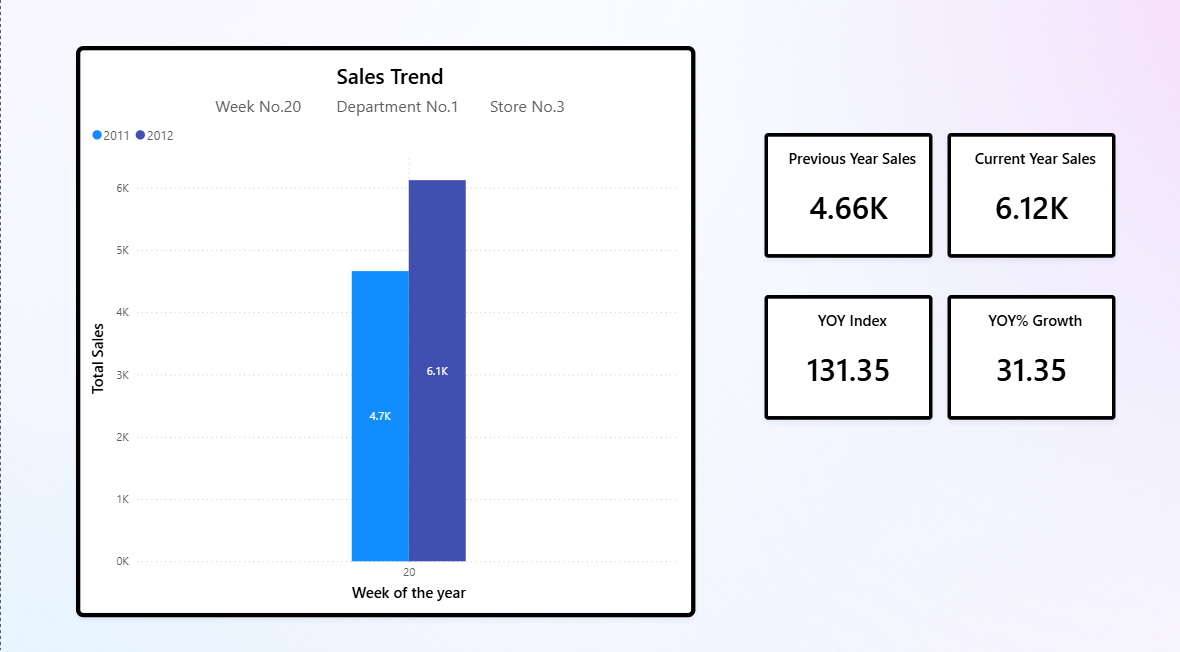 Sales Trend
Week No.20 Department No.1 Store No.3
2011 2012
6K
5K
4K
3K
2K
1K
0K
Total Sales
4.7K
6.1K
20
Week of the year
Previous Year Sales
4.66K
Current Year Sales
6.12K
YOY Index
131.35
YOY% Growth
31.35